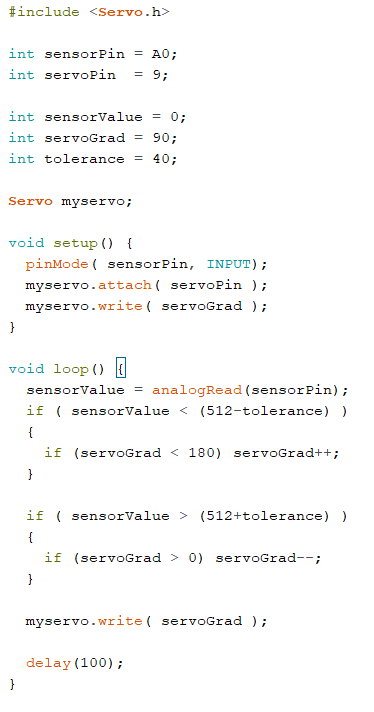 #include <Servo.h>

int sensorPin = A0;
int servoPin  = 9;

int sensorValue = 0;
int servoGrad = 90;
int tolerance = 40;

Servo myservo;

void setup() {
  pinMode( sensorPin, INPUT);
  myservo.attach( servoPin );
  myservo.write( servoGrad );
}

void loop() {
  sensorValue = analogRead(sensorPin);
  if ( sensorValue < (512-tolerance) )
  {
    if (servoGrad < 180) servoGrad++;
  }

  if ( sensorValue > (512+tolerance) )
  {
    if (servoGrad > 0) servoGrad--;
  }

  myservo.write( servoGrad );

  delay(100);
}